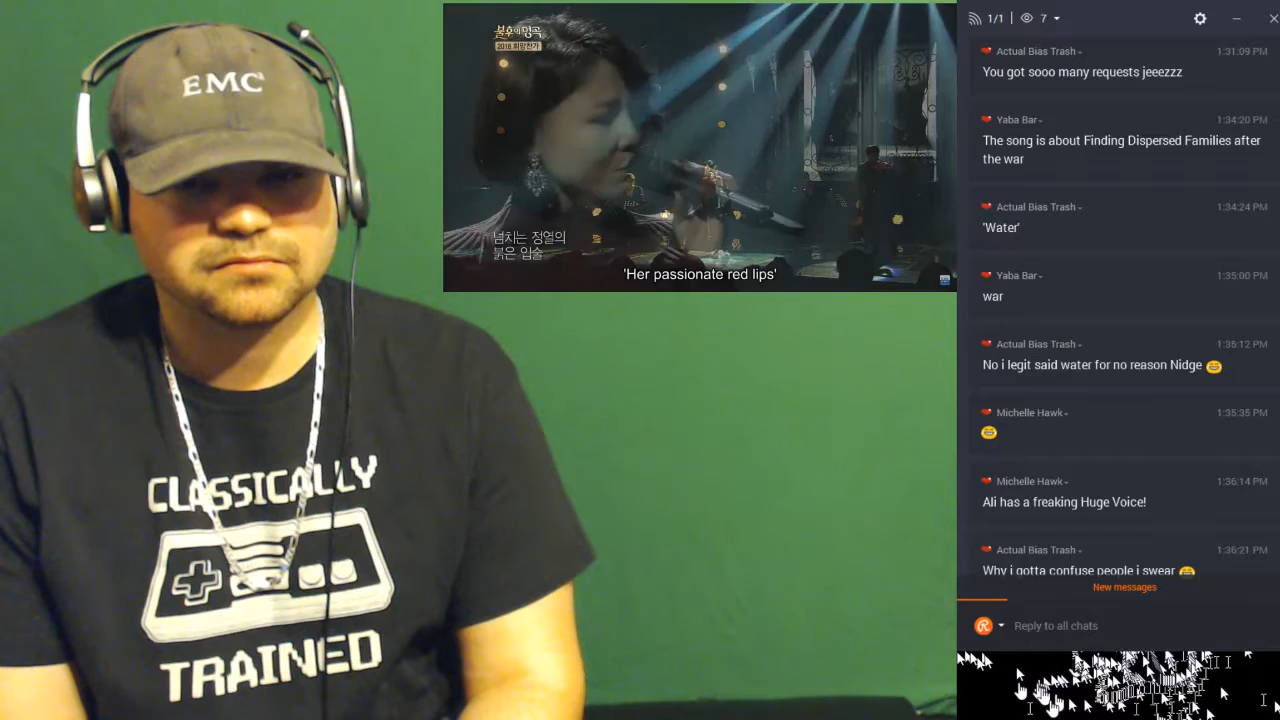 EMC
CLASSICALLY
TRAINED
불후의 명곡
2016 희망찬가
넘치는 정열의
붉은 입술
'Her passionate red lips'
1/1
7
Actual Bias Trash
1:31:09 PM
You got sooo many requests jeeezzz
Yaba Bar
1:34:20 PM
The song is about Finding Dispersed Families after
the war
Actual Bias Trash
1:34:24 PM
'Water'
Yaba Bar
1:35:00 PM
war
Actual Bias Trash
1:35:12 PM
No i legit said water for no reason Nidge 😁
Michelle Hawk
1:35:35 PM
😁
Michelle Hawk
1:36:14 PM
Ali has a freaking Huge Voice!
Actual Bias Trash
1:36:21 PM
Why i gotta confuse people i swear 😂
New messages
Reply to all chats